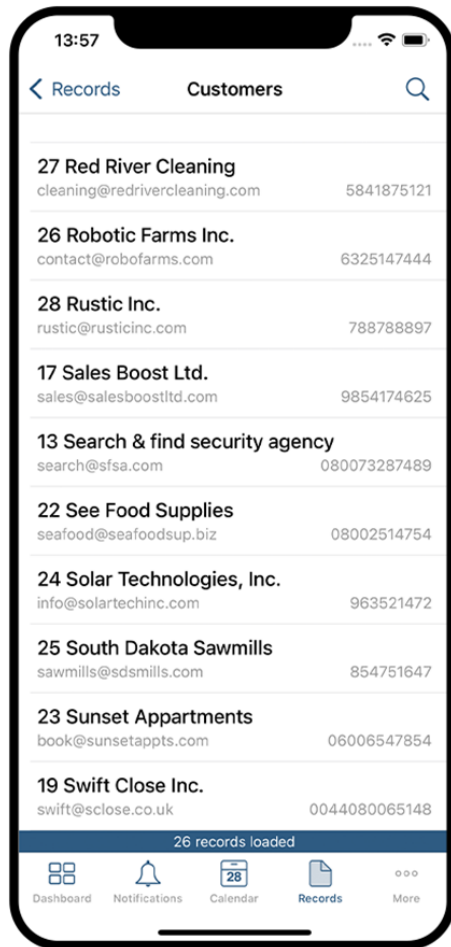 13:57
Records
Customers
27 Red River Cleaning
cleaning@redrivercleaning.com 5841875121
26 Robotic Farms Inc.
contact@robofarms.com 6325147444
28 Rustic Inc.
rustic@rusticinc.com 788788897
17 Sales Boost Ltd.
sales@salesboostltd.com 9854174625
13 Search & find security agency
search@sfsa.com 080073287489
22 See Food Supplies
seafood@seafoodsup.biz 08002514754
24 Solar Technologies, Inc.
info@solartechinc.com 963521472
25 South Dakota Sawmills
sawmills@sdsmills.com 854751647
23 Sunset Appartments
book@sunsetappts.com 06006547854
19 Swift Close Inc.
swift@sclose.co.uk 0044080065148
26 records loaded
28
Dashboard Notifications Calendar Records More